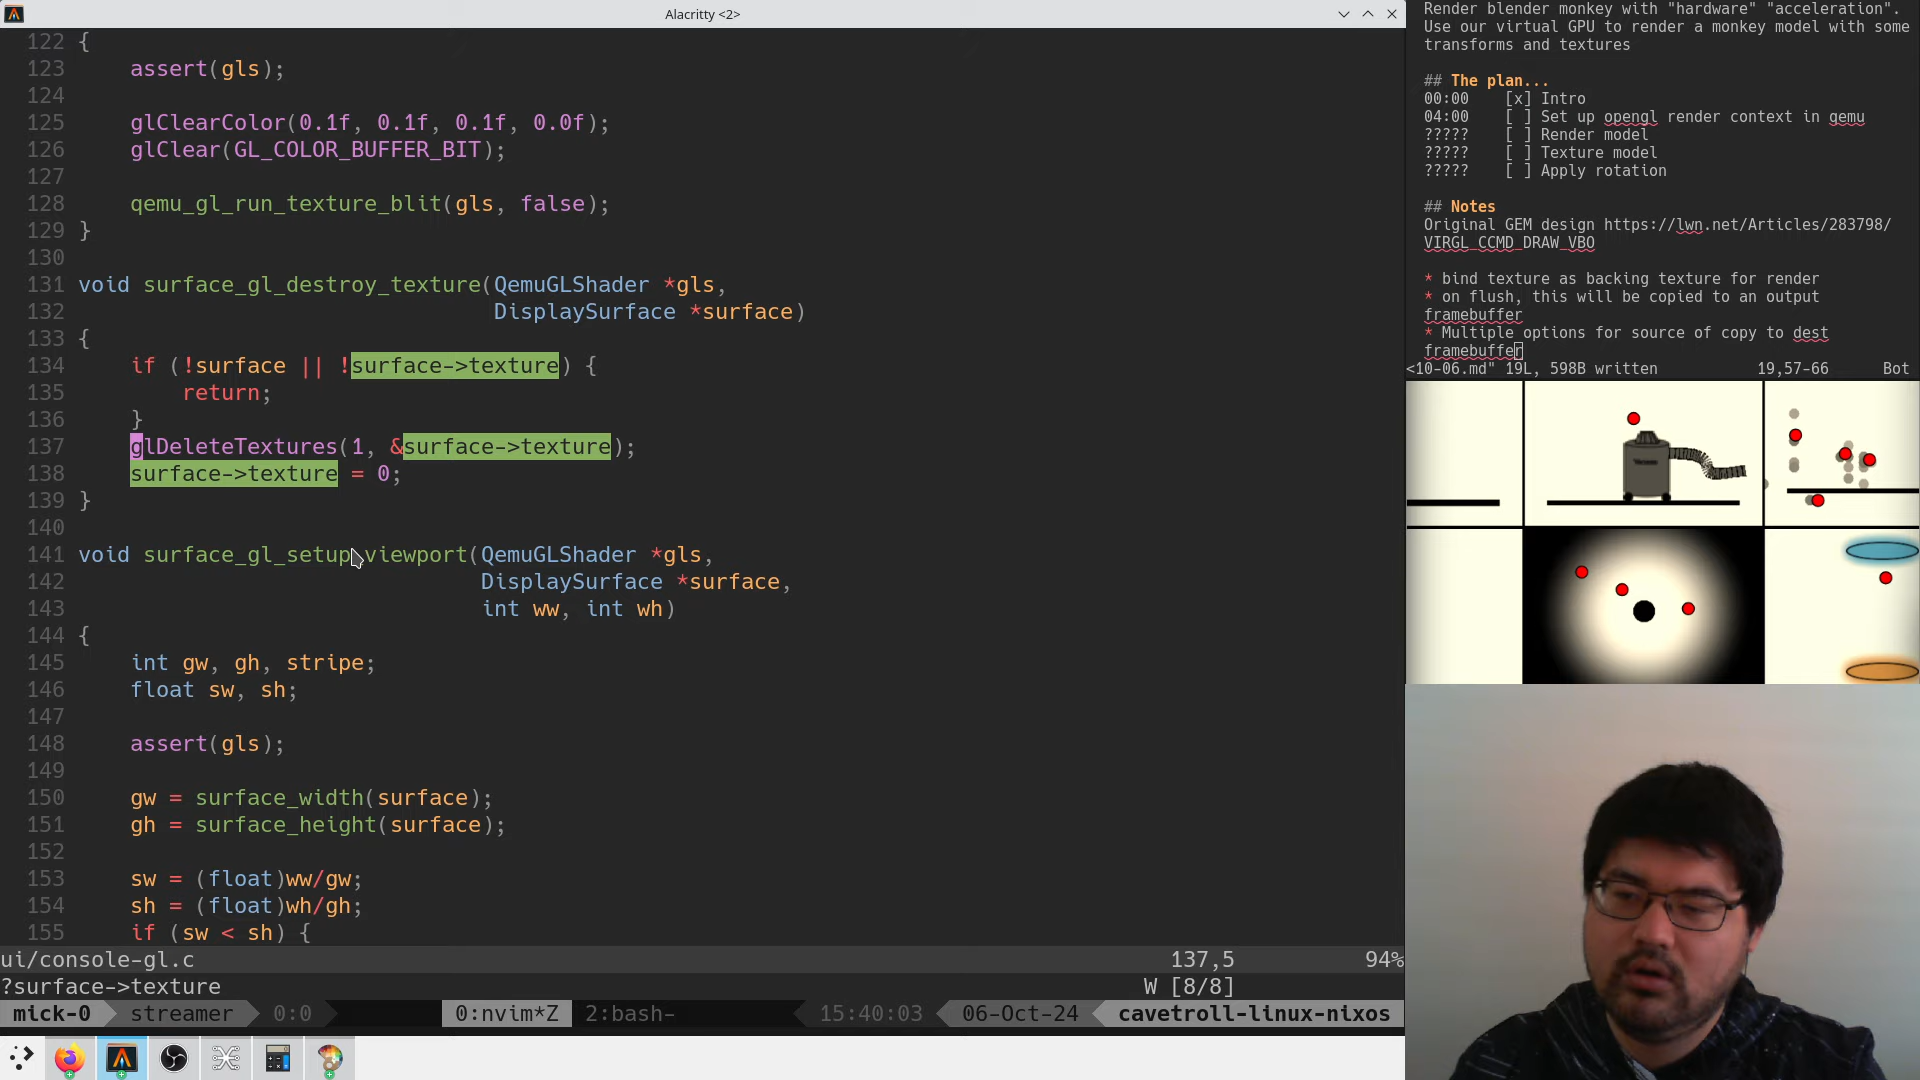 Alacritty <2>
122 {
123     assert(gls);
124
125     glClearColor(0.1f, 0.1f, 0.1f, 0.0f);
126     glClear(GL_COLOR_BUFFER_BIT);
127
128     qemu_gl_run_texture_blit(gls, false);
129 }
130
131 void surface_gl_destroy_texture(QemuGLShader *gls,
132                                 DisplaySurface *surface)
133 {
134     if (!surface || !surface->texture) {
135         return;
136     }
137     glDeleteTextures(1, &surface->texture);
138     surface->texture = 0;
139 }
140
141 void surface_gl_setup_viewport(QemuGLShader *gls,
142                                DisplaySurface *surface,
143                                int ww, int wh)
144 {
145     int gw, gh, stripe;
146     float sw, sh;
147
148     assert(gls);
149
150     gw = surface_width(surface);
151     gh = surface_height(surface);
152
153     sw = (float)ww/gw;
154     sh = (float)wh/gh;
155     if (sw < sh) {
ui/console-gl.c 137,5 94%
?surface->texture W [8/8]
mick-0 streamer 0:0 0:nvim*Z 2:bash- 15:40:03 06-Oct-24 cavetroll-linux-nixos
Render blender monkey with "hardware" "acceleration".
Use our virtual GPU to render a monkey model with some
transforms and textures
## The plan...
00:00 [x] Intro
04:00 [ ] Set up opengl render context in qemu
????? [ ] Render model
????? [ ] Texture model
????? [ ] Apply rotation
## Notes
Original GEM design https://lwn.net/Articles/283798/
VIRGL_CCMD_DRAW_VBO
* bind texture as backing texture for render
* on flush, this will be copied to an output
framebuffer
* Multiple options for source of copy to dest
framebuffer
<10-06.md" 19L, 598B written 19,57-66 Bot